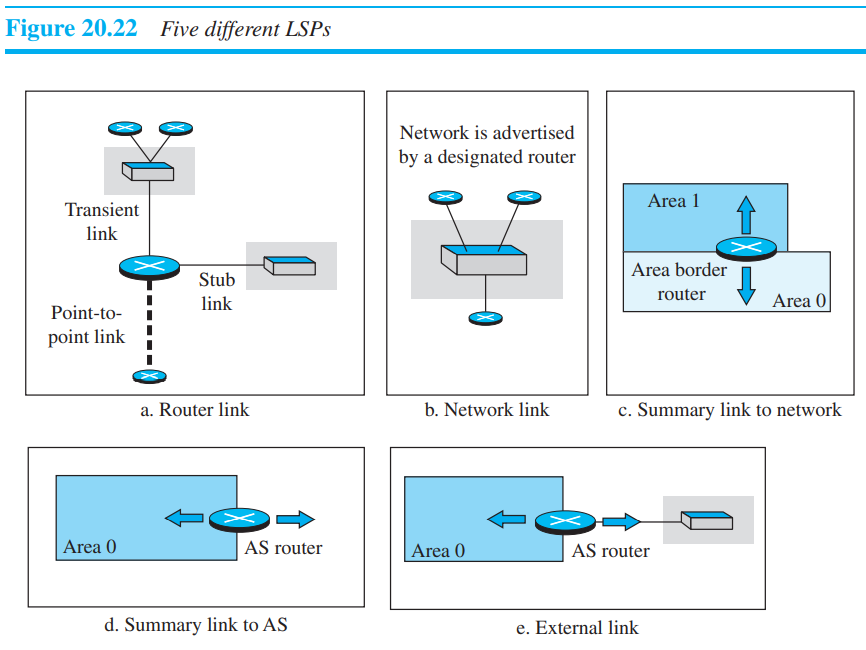 Figure 20.22 Five different LSPs
Transient
link
Stub
link
Point-to-
point link
a. Router link
Network is advertised
by a designated router
b. Network link
Area 1
Area border
router
Area 0
c. Summary link to network
Area 0
AS router
d. Summary link to AS
Area 0
AS router
e. External link